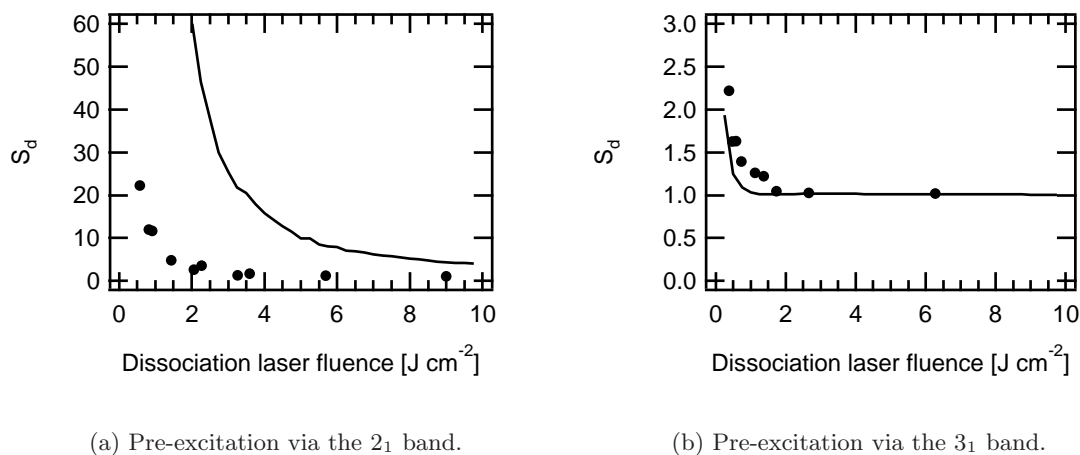 60
50
40
30
20
10
0
S_d
0 2 4 6 8 10
Dissociation laser fluence [J cm⁻²]
(a) Pre-excitation via the 2₁ band.
3.0
2.5
2.0
1.5
1.0
0.5
0.0
S_d
0 2 4 6 8 10
Dissociation laser fluence [J cm⁻²]
(b) Pre-excitation via the 3₁ band.